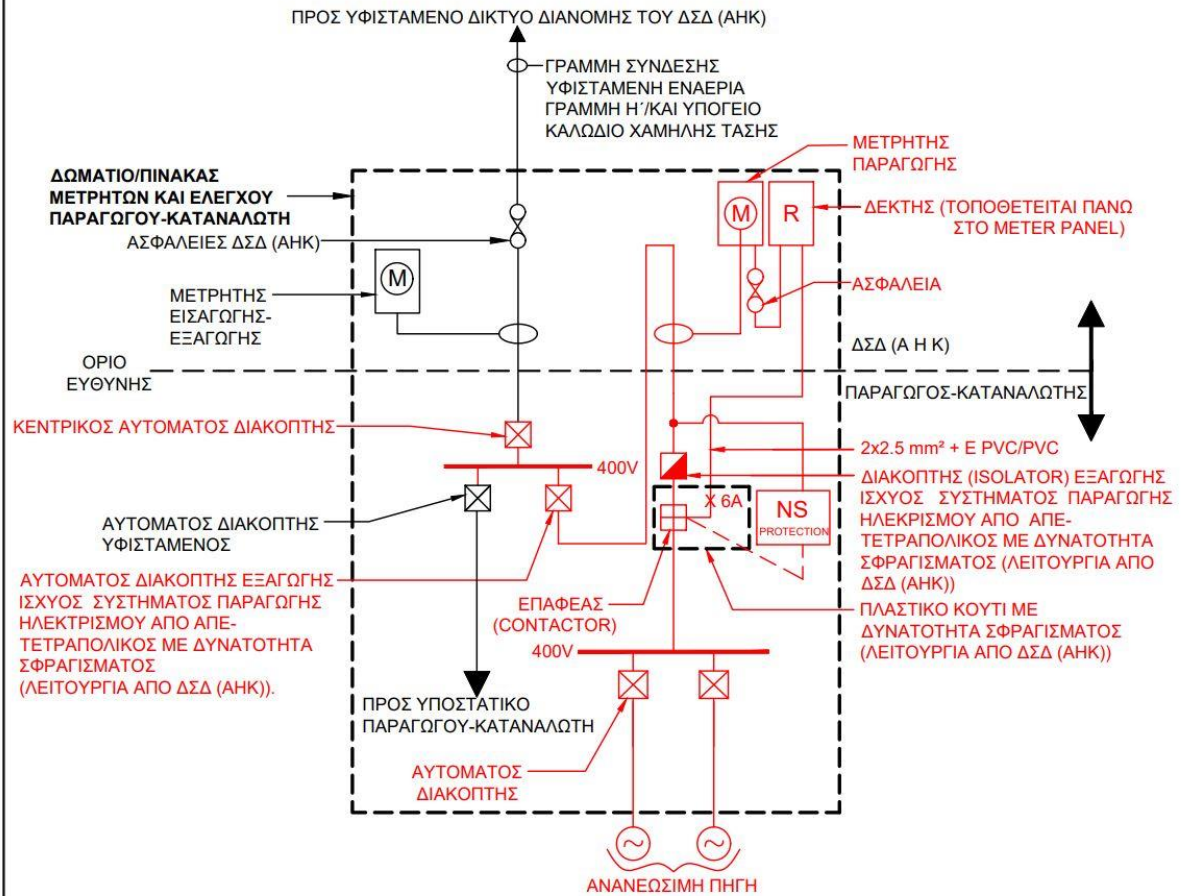 ΠΡΟΣ ΥΦΙΣΤΑΜΕΝΟ ΔΙΚΤΥΟ ΔΙΑΝΟΜΗΣ ΤΟΥ ΔΣΔ (ΑΗΚ)
ΓΡΑΜΜΗ ΣΥΝΔΕΣΗΣ
ΥΦΙΣΤΑΜΕΝΗ ΕΝΑΕΡΙΑ
ΓΡΑΜΜΗ Η΄/ΚΑΙ ΥΠΟΓΕΙΟ
ΚΑΛΩΔΙΟ ΧΑΜΗΛΗΣ ΤΑΣΗΣ
ΔΩΜΑΤΙΟ/ΠΙΝΑΚΑΣ
ΜΕΤΡΗΤΩΝ ΚΑΙ ΕΛΕΓΧΟΥ
ΠΑΡΑΓΩΓΟΥ-ΚΑΤΑΝΑΛΩΤΗ
ΑΣΦΑΛΕΙΕΣ ΔΣΔ (ΑΗΚ)
M
ΜΕΤΡΗΤΗΣ
ΕΙΣΑΓΩΓΗΣ-
ΕΞΑΓΩΓΗΣ
ΜΕΤΡΗΤΗΣ
ΠΑΡΑΓΩΓΗΣ
M
R
ΔΕΚΤΗΣ (ΤΟΠΟΘΕΤΕΙΤΑΙ ΠΑΝΩ
ΣΤΟ METER PANEL)
ΑΣΦΑΛΕΙΑ
ΔΣΔ (Α Η Κ)
ΟΡΙΟ
ΕΥΘΥΝΗΣ
ΠΑΡΑΓΩΓΟΣ-ΚΑΤΑΝΑΛΩΤΗΣ
ΚΕΝΤΡΙΚΟΣ ΑΥΤΟΜΑΤΟΣ ΔΙΑΚΟΠΤΗΣ
400V
2x2.5 mm² + E PVC/PVC
ΔΙΑΚΟΠΤΗΣ (ISOLATOR) ΕΞΑΓΩΓΗΣ
ΙΣΧΥΟΣ ΣΥΣΤΗΜΑΤΟΣ ΠΑΡΑΓΩΓΗΣ
ΗΛΕΚΡΙΣΜΟΥ ΑΠΟ ΑΠΕ-
ΤΕΤΡΑΠΟΛΙΚΟΣ ΜΕ ΔΥΝΑΤΟΤΗΤΑ
ΣΦΡΑΓΙΣΜΑΤΟΣ (ΛΕΙΤΟΥΡΓΙΑ ΑΠΟ
ΔΣΔ (ΑΗΚ))
X 6A
NS
PROTECTION
ΑΥΤΟΜΑΤΟΣ ΔΙΑΚΟΠΤΗΣ
ΥΦΙΣΤΑΜΕΝΟΣ
ΑΥΤΟΜΑΤΟΣ ΔΙΑΚΟΠΤΗΣ ΕΞΑΓΩΓΗΣ
ΙΣΧΥΟΣ ΣΥΣΤΗΜΑΤΟΣ ΠΑΡΑΓΩΓΗΣ
ΗΛΕΚΤΡΙΣΜΟΥ ΑΠΟ ΑΠΕ-
ΤΕΤΡΑΠΟΛΙΚΟΣ ΜΕ ΔΥΝΑΤΟΤΗΤΑ
ΣΦΡΑΓΙΣΜΑΤΟΣ
(ΛΕΙΤΟΥΡΓΙΑ ΑΠΟ ΔΣΔ (ΑΗΚ)).
ΕΠΑΦΕΑΣ
(CONTACTOR)
ΠΛΑΣΤΙΚΟ ΚΟΥΤΙ ΜΕ
ΔΥΝΑΤΟΤΗΤΑ ΣΦΡΑΓΙΣΜΑΤΟΣ
(ΛΕΙΤΟΥΡΓΙΑ ΑΠΟ ΔΣΔ (ΑΗΚ))
400V
ΠΡΟΣ ΥΠΟΣΤΑΤΙΚΟ
ΠΑΡΑΓΩΓΟΥ-ΚΑΤΑΝΑΛΩΤΗ
ΑΥΤΟΜΑΤΟΣ
ΔΙΑΚΟΠΤΗΣ
ΑΝΑΝΕΩΣΙΜΗ ΠΗΓΗ